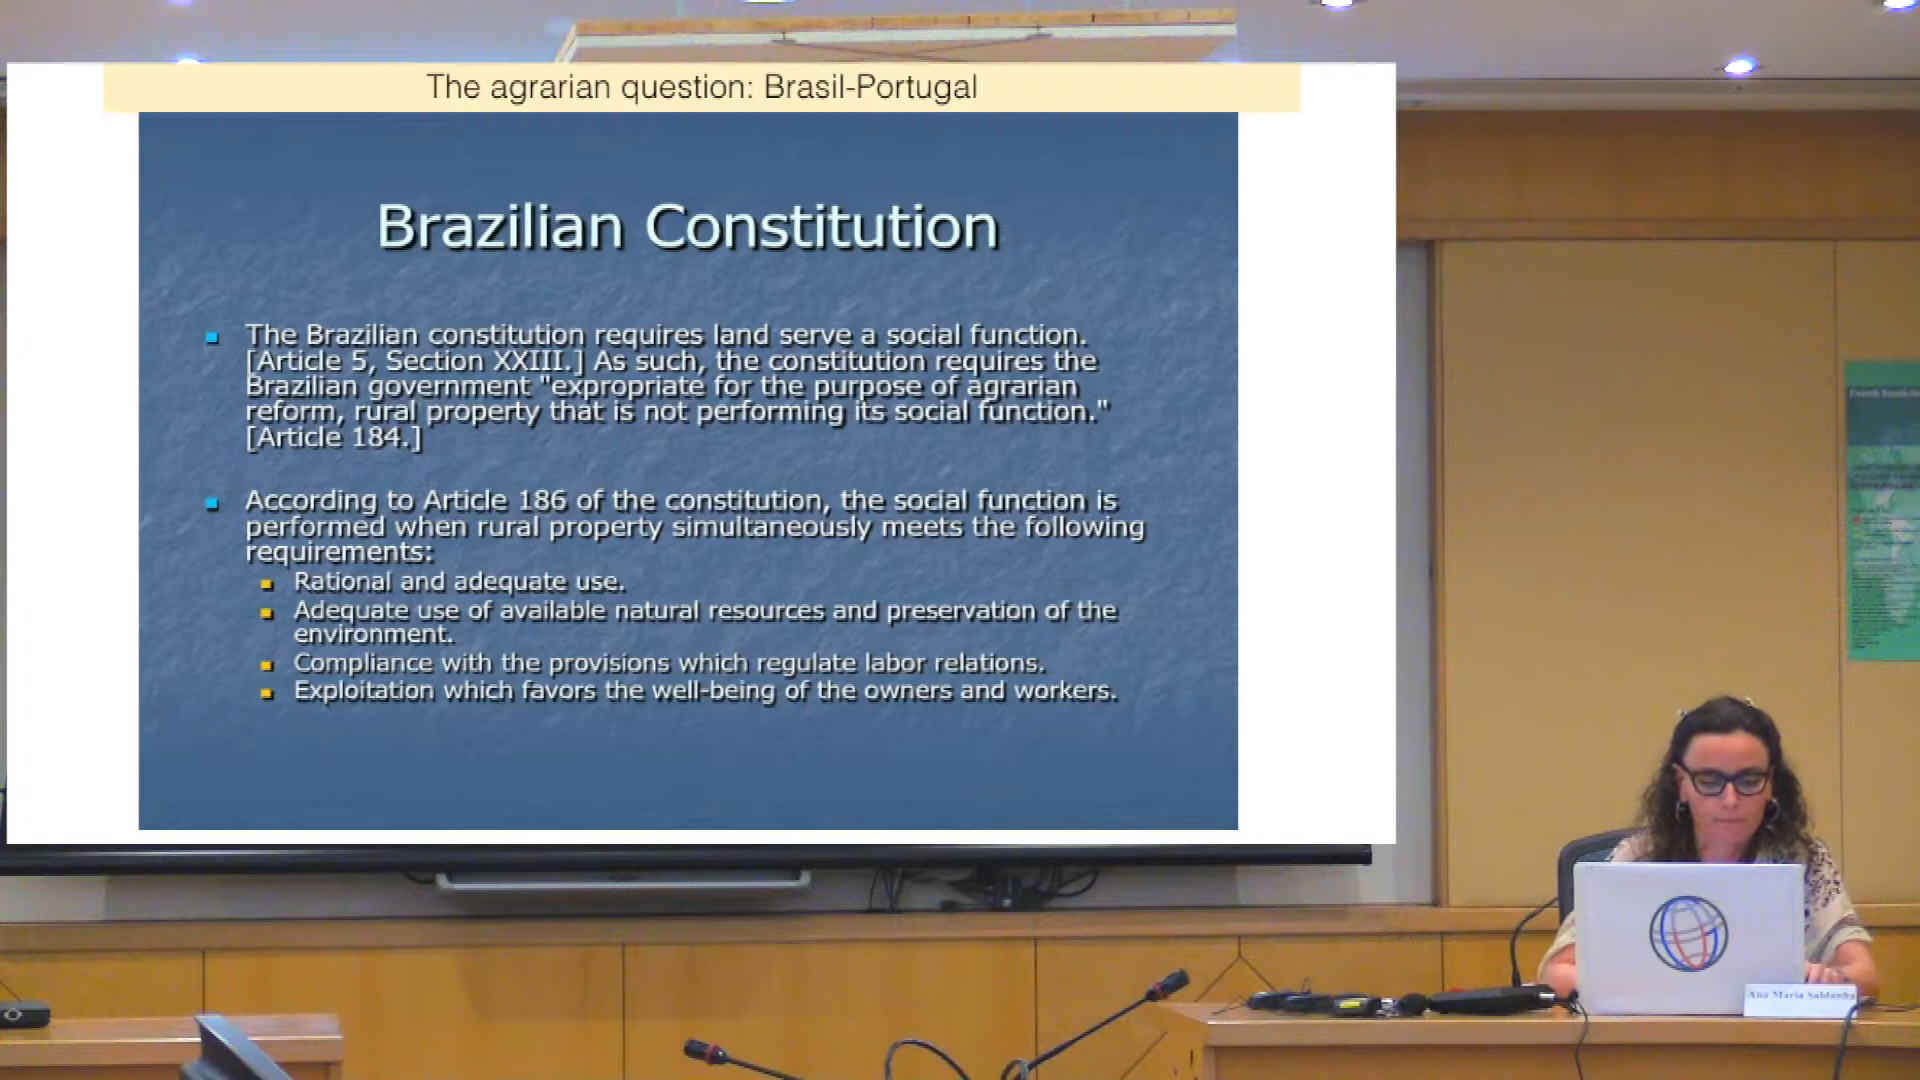 The agrarian question: Brasil-Portugal
Brazilian Constitution
The Brazilian constitution requires land serve a social function.
[Article 5, Section XXIII.] As such, the constitution requires the
Brazilian government "expropriate for the purpose of agrarian
reform, rural property that is not performing its social function."
[Article 184.]
According to Article 186 of the constitution, the social function is
performed when rural property simultaneously meets the following
requirements:
Rational and adequate use.
Adequate use of available natural resources and preservation of the
environment.
Compliance with the provisions which regulate labor relations.
Exploitation which favors the well-being of the owners and workers.
Ana Maria Saldanha